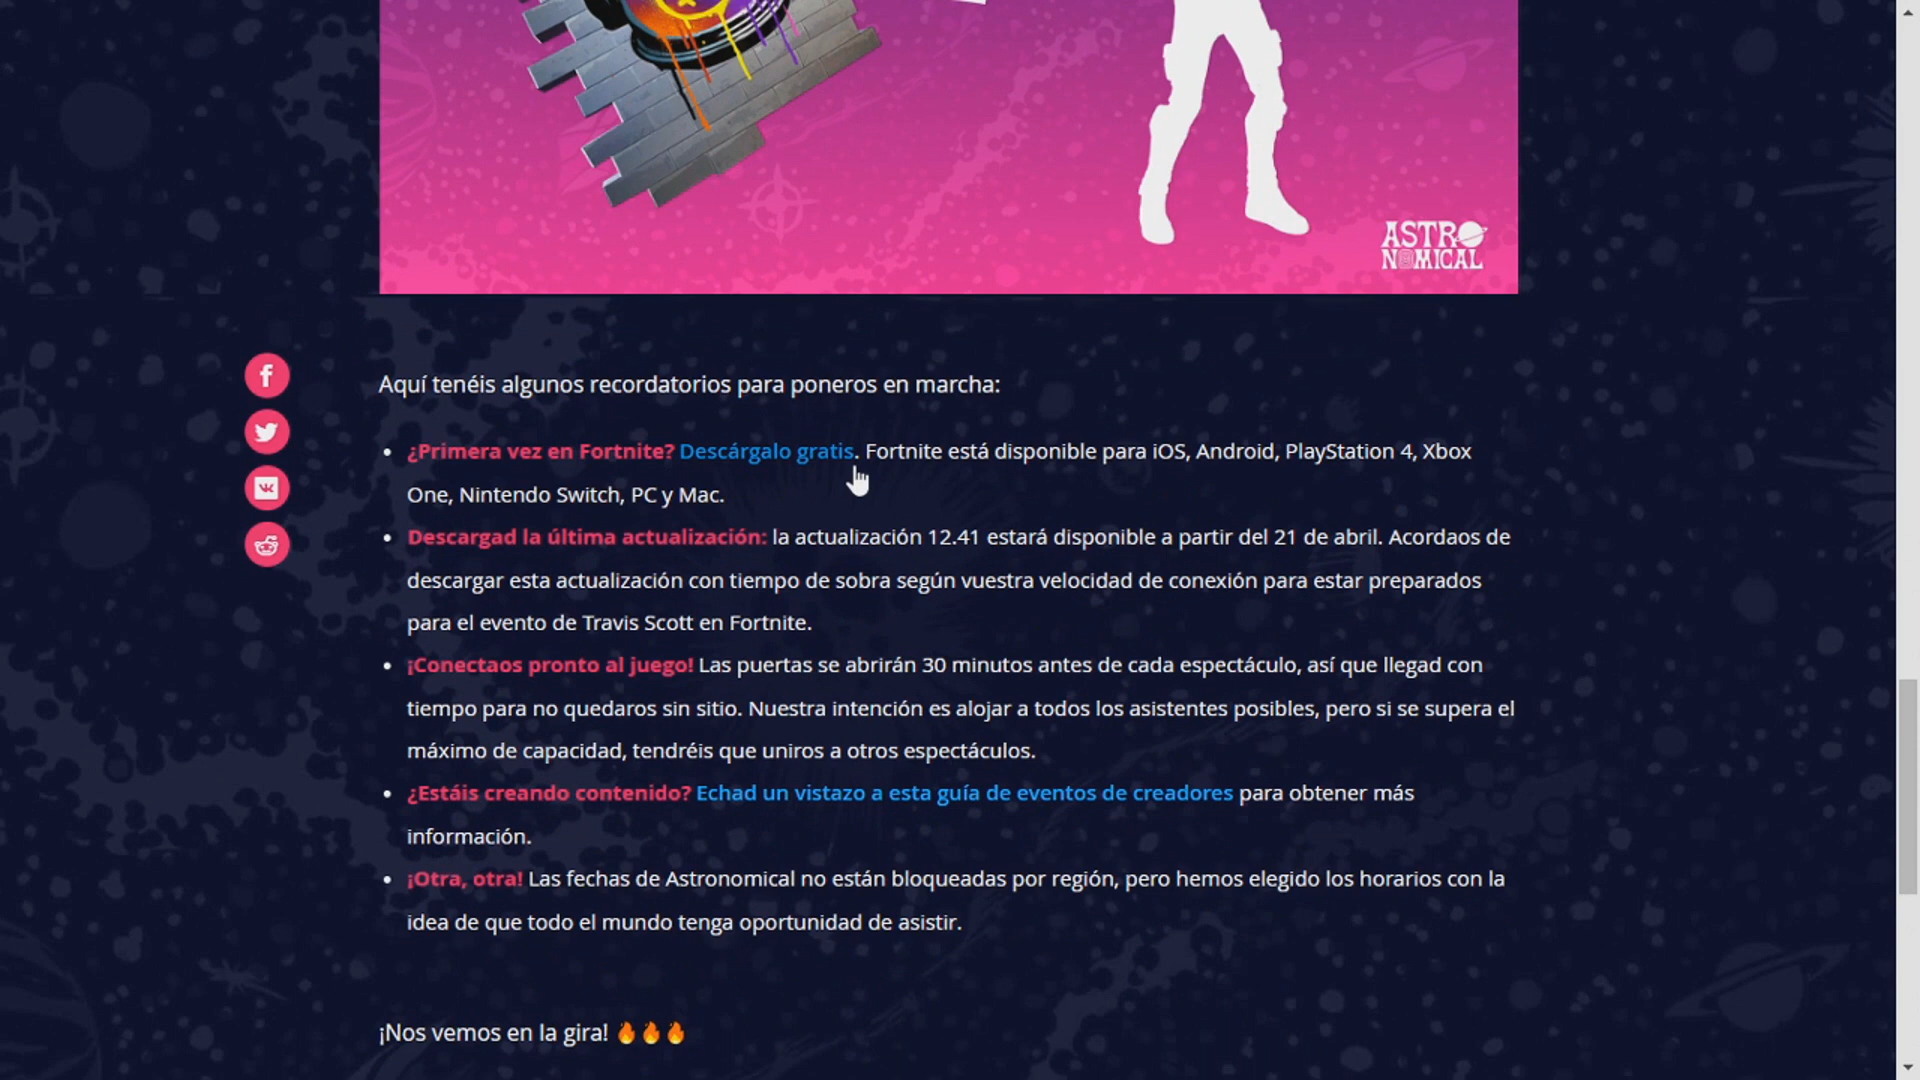 ASTRO
NOMICAL
Aquí tenéis algunos recordatorios para poneros en marcha:
• ¿Primera vez en Fortnite? Descárgalo gratis. Fortnite está disponible para iOS, Android, PlayStation 4, Xbox
One, Nintendo Switch, PC y Mac.
• Descargad la última actualización: la actualización 12.41 estará disponible a partir del 21 de abril. Acordaos de
descargar esta actualización con tiempo de sobra según vuestra velocidad de conexión para estar preparados
para el evento de Travis Scott en Fortnite.
• ¡Conectaos pronto al juego! Las puertas se abrirán 30 minutos antes de cada espectáculo, así que llegad con
tiempo para no quedaros sin sitio. Nuestra intención es alojar a todos los asistentes posibles, pero si se supera el
máximo de capacidad, tendréis que uniros a otros espectáculos.
• ¿Estáis creando contenido? Echad un vistazo a esta guía de eventos de creadores para obtener más
información.
• ¡Otra, otra! Las fechas de Astronomical no están bloqueadas por región, pero hemos elegido los horarios con la
idea de que todo el mundo tenga oportunidad de asistir.
¡Nos vemos en la gira! 🔥🔥🔥